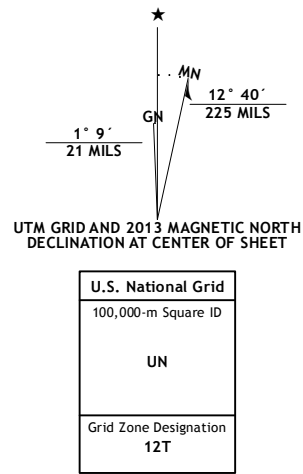 ★
MN
12° 40´
225 MILS
GN
1° 9´
21 MILS
UTM GRID AND 2013 MAGNETIC NORTH
DECLINATION AT CENTER OF SHEET
U.S. National Grid
100,000-m Square ID
UN
Grid Zone Designation
12T